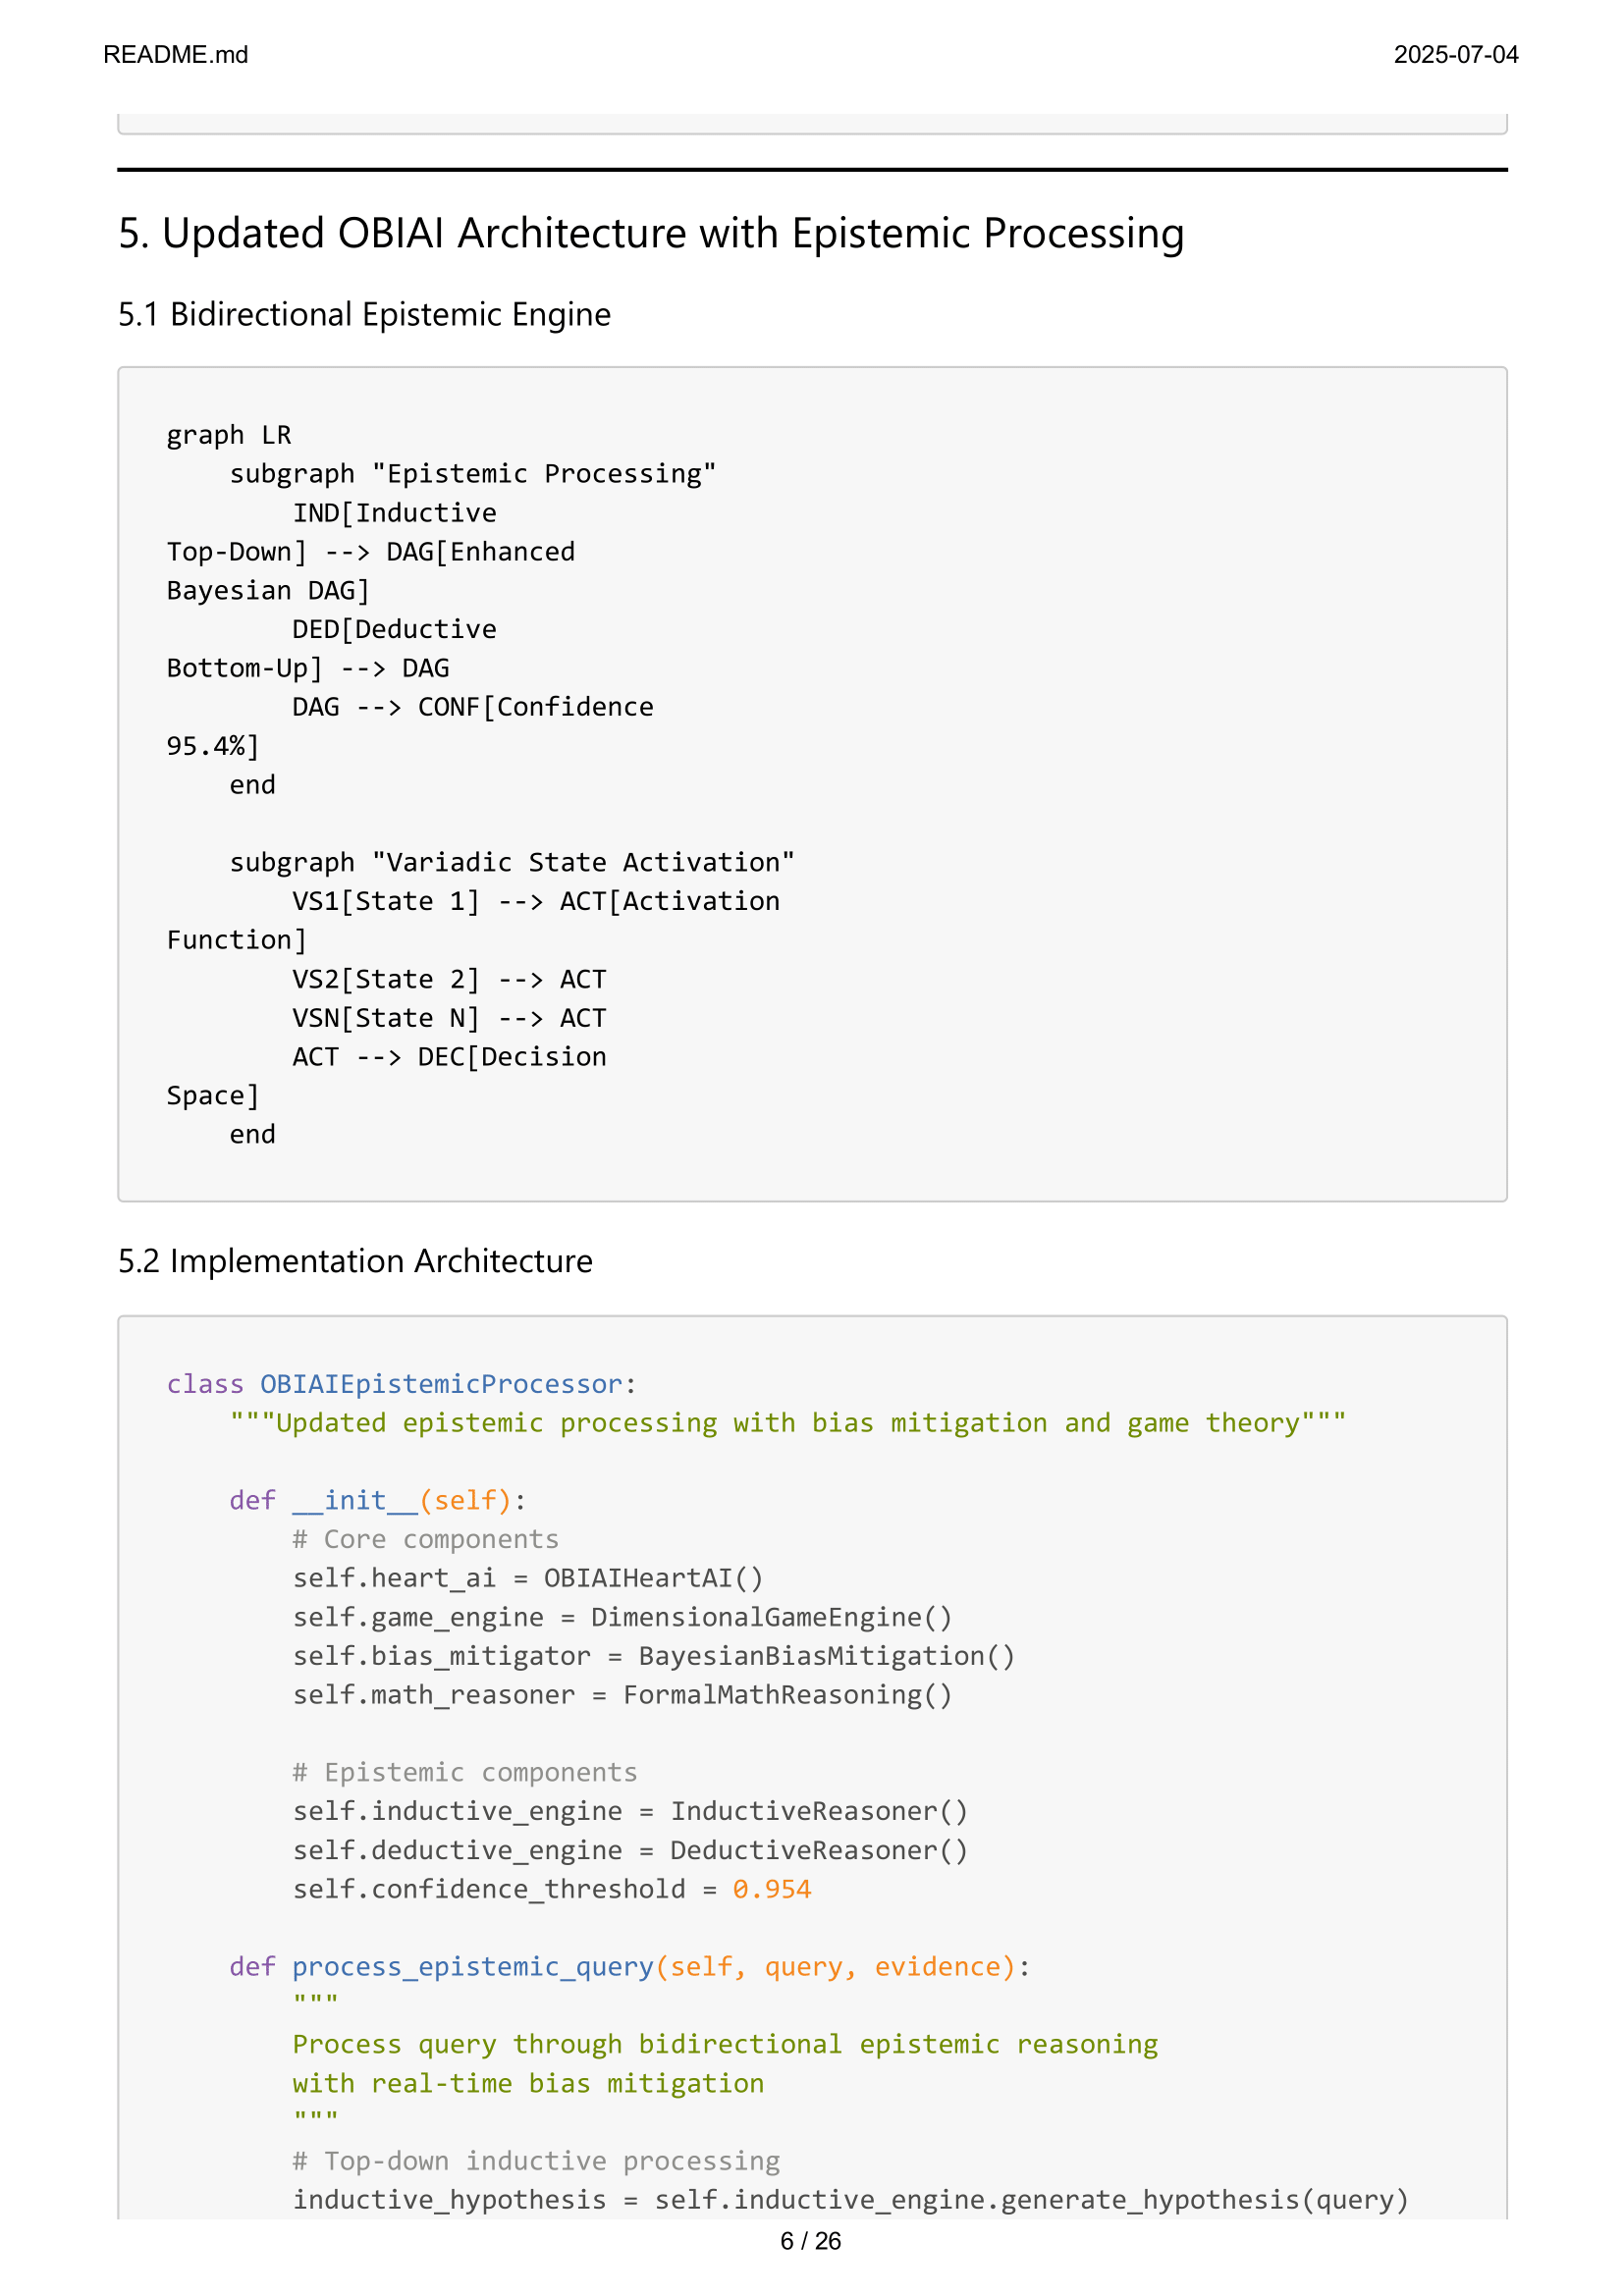 README.md
2025-07-04
5. Updated OBIAI Architecture with Epistemic Processing
5.1 Bidirectional Epistemic Engine
graph LR
    subgraph "Epistemic Processing"
        IND[Inductive
Top-Down] --> DAG[Enhanced
Bayesian DAG]
        DED[Deductive
Bottom-Up] --> DAG
        DAG --> CONF[Confidence
95.4%]
    end

    subgraph "Variadic State Activation"
        VS1[State 1] --> ACT[Activation
Function]
        VS2[State 2] --> ACT
        VSN[State N] --> ACT
        ACT --> DEC[Decision
Space]
    end
5.2 Implementation Architecture
class OBIAIEpistemicProcessor:
    """Updated epistemic processing with bias mitigation and game theory"""

    def __init__(self):
        # Core components
        self.heart_ai = OBIAIHeartAI()
        self.game_engine = DimensionalGameEngine()
        self.bias_mitigator = BayesianBiasMitigation()
        self.math_reasoner = FormalMathReasoning()

        # Epistemic components
        self.inductive_engine = InductiveReasoner()
        self.deductive_engine = DeductiveReasoner()
        self.confidence_threshold = 0.954

    def process_epistemic_query(self, query, evidence):
        """
        Process query through bidirectional epistemic reasoning
        with real-time bias mitigation
        """
        # Top-down inductive processing
        inductive_hypothesis = self.inductive_engine.generate_hypothesis(query)
6 / 26